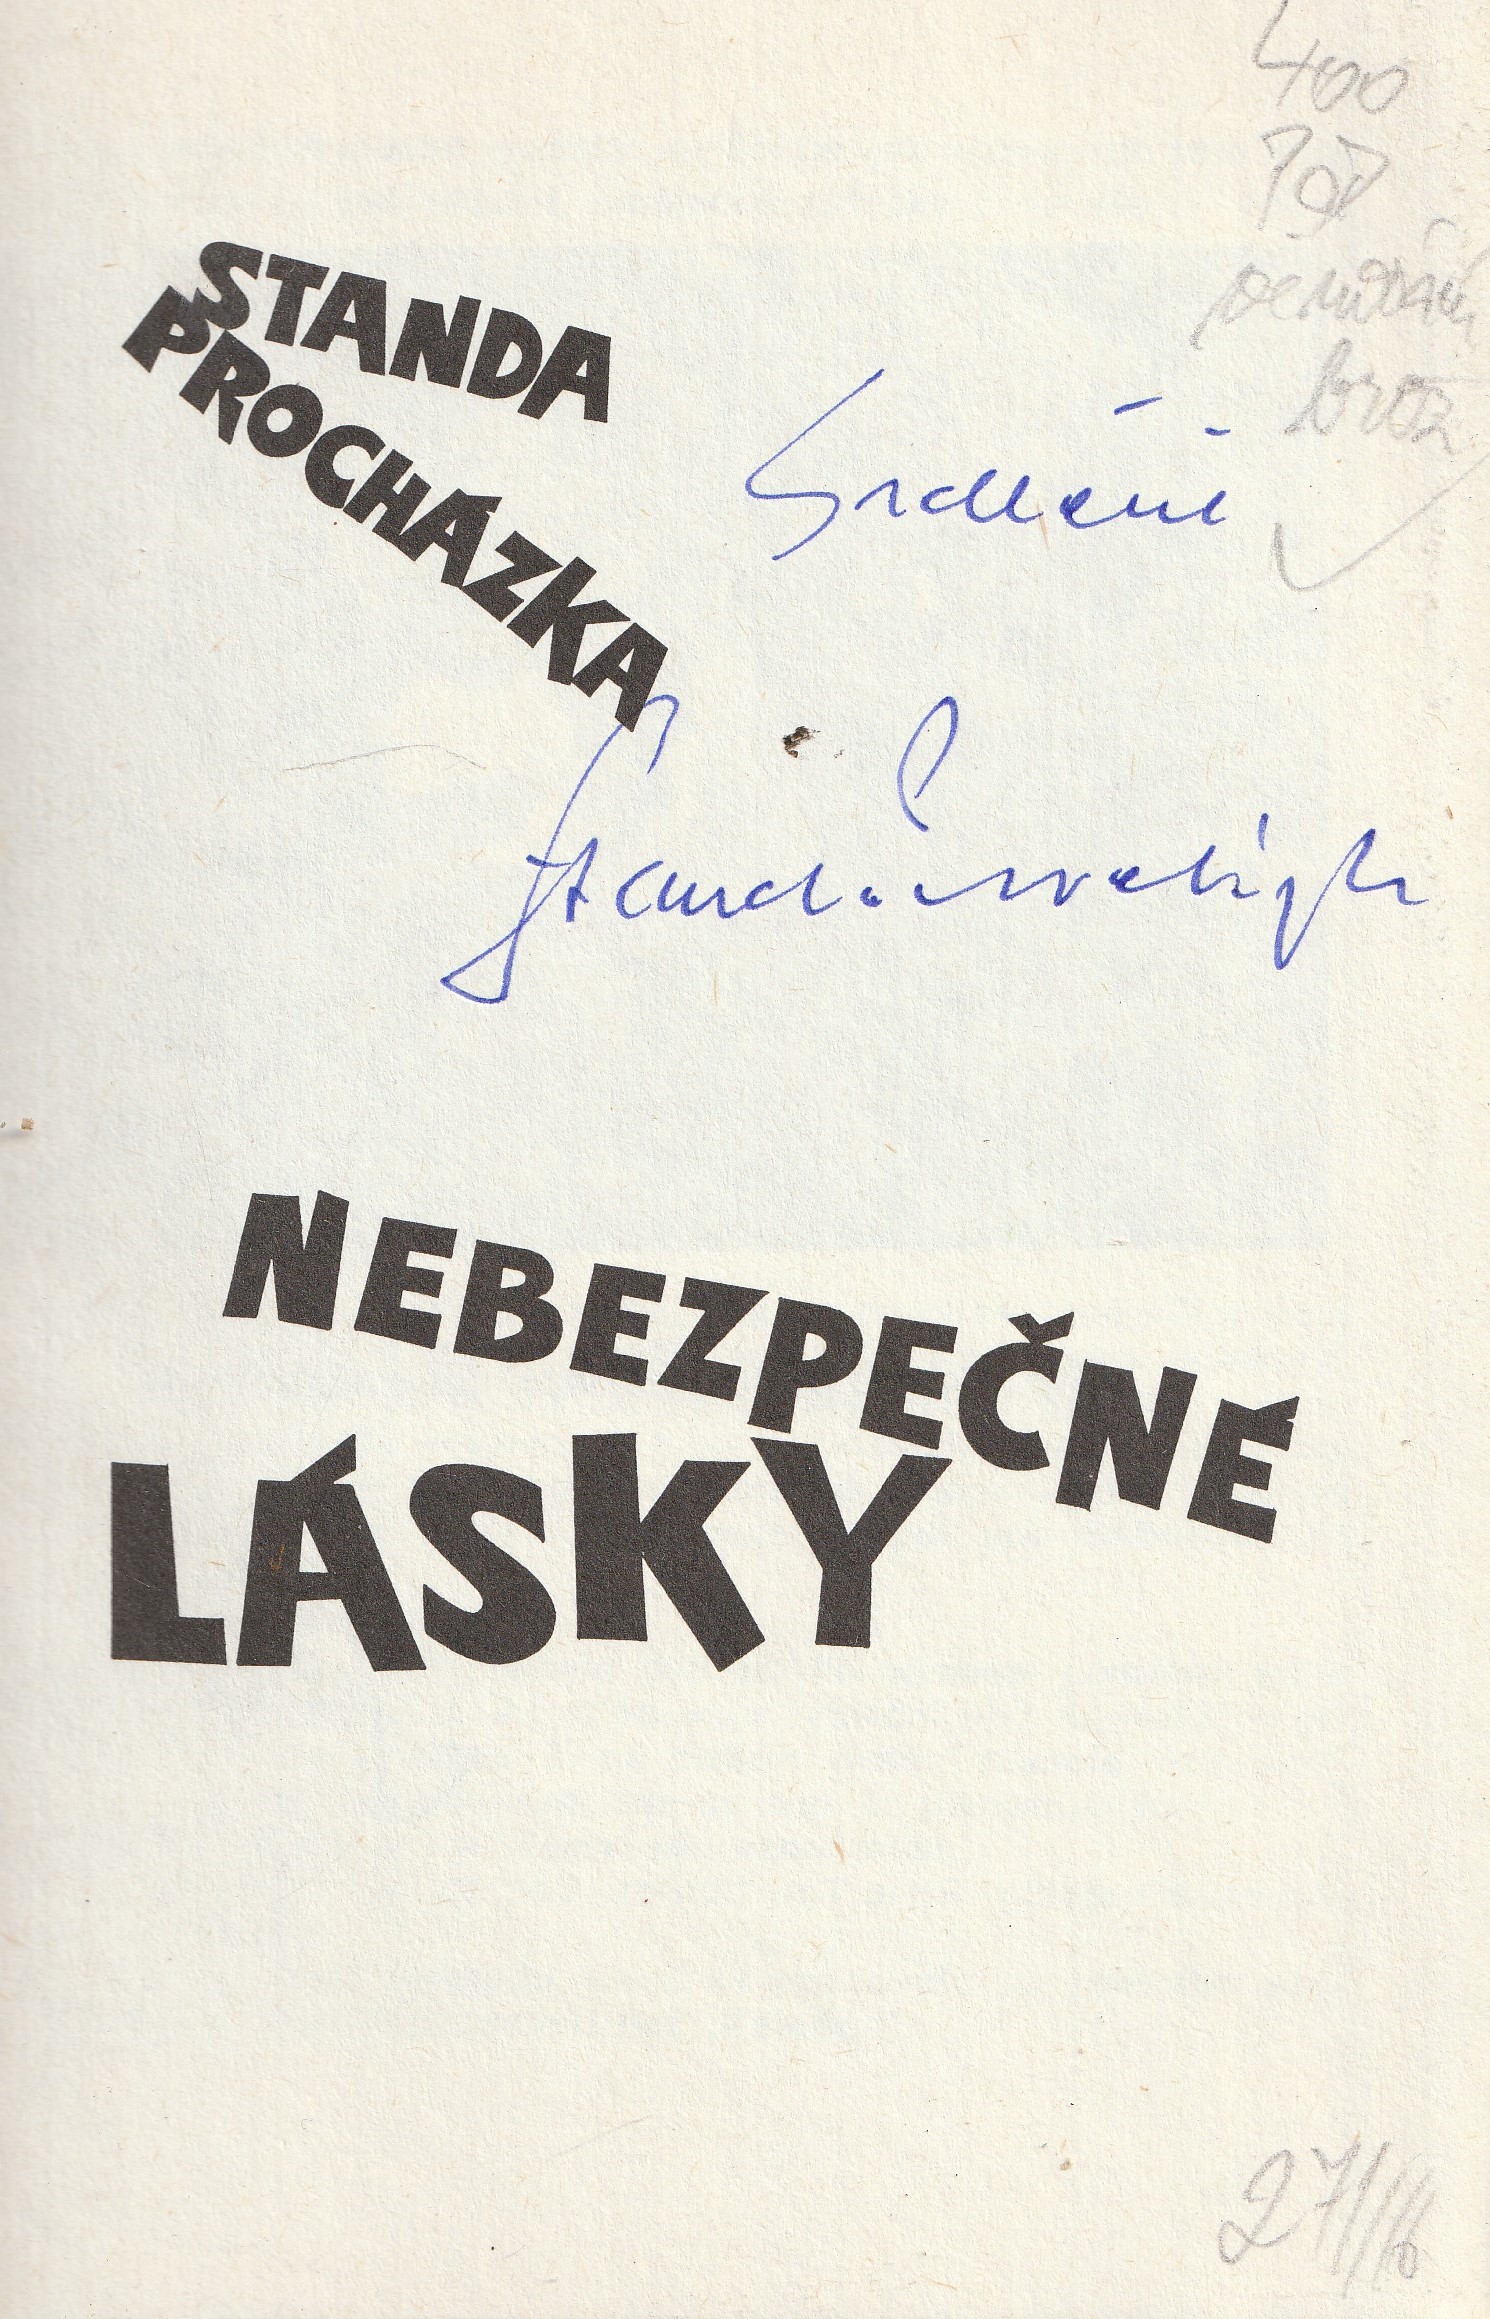 400
STANDA
PROCHÁZKA
Srdečně
Standa Procházka
NEBEZPEČNÉ
LÁSKY